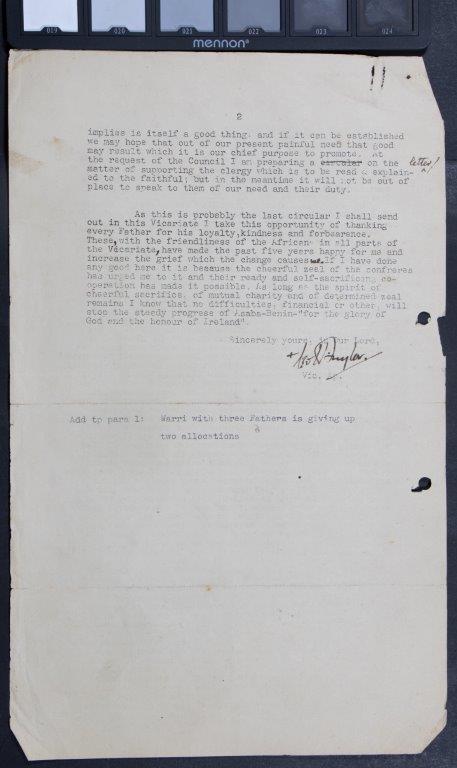 019 020 021 022 023 024
mennon
2
implies is itself a good thing; and if it can be established
we may hope that out of our present painful need that good
may result which it is our chief purpose to promote. At
the request of the Council I am preparing a circular letter! on the
matter of supporting the clergy which is to be read & explain-
ed to the faithful; but in the meantime it will not be out of
place to speak to them of our need and their duty.
As this is probably the last circular I shall send
out in this Vicariate I take this opportunity of thanking
every Father for his loyalty, kindness and forbearance.
These, with the friendliness of the African in all parts of
the Vicariate, have made the past five years happy for me and
increase the grief which the change causes me. If I have done
any good here it is because the cheerful zeal of the confreres
has urged me to it and their ready and self-sacrificing co-
operation has made it possible. As long as the spirit of
cheerful sacrifice, of mutual charity and of determined zeal
remains I know that no difficulties, financial or other, will
stop the steady progress of Asaba-Benin-"for the glory of
God and the honour of Ireland".
Sincerely yours in Our Lord,
+ Leo
Vic.
Add to para 1: Warri with three Fathers is giving up
two allocations